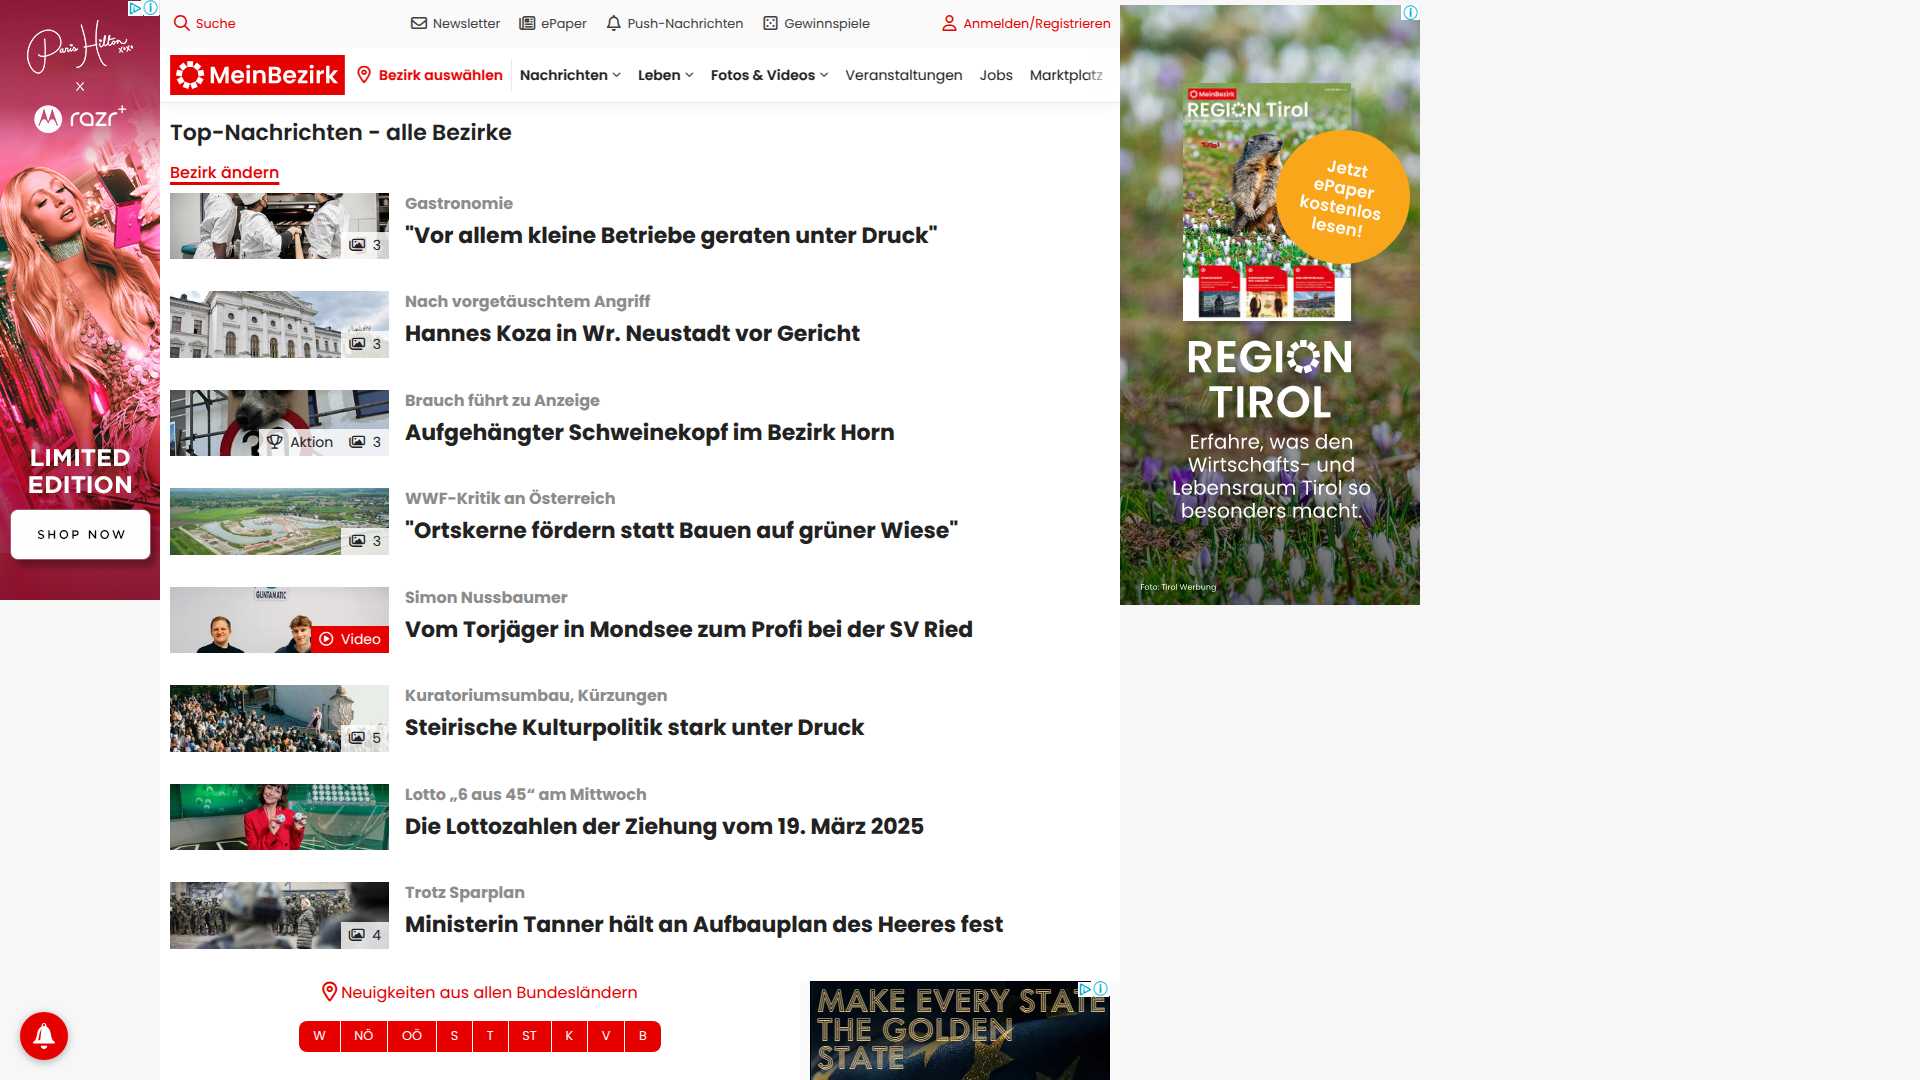 Paris Hilton
xoxo
x
razr+
LIMITED
EDITION
SHOP NOW
Suche
Newsletter
ePaper
Push-Nachrichten
Gewinnspiele
Anmelden/Registrieren
MeinBezirk
Bezirk auswählen
Nachrichten
Leben
Fotos & Videos
Veranstaltungen
Jobs
Marktplatz
Top-Nachrichten - alle Bezirke
Bezirk ändern
3
Gastronomie
"Vor allem kleine Betriebe geraten unter Druck"
3
Nach vorgetäuschtem Angriff
Hannes Koza in Wr. Neustadt vor Gericht
Aktion
3
Brauch führt zu Anzeige
Aufgehängter Schweinekopf im Bezirk Horn
3
WWF-Kritik an Österreich
"Ortskerne fördern statt Bauen auf grüner Wiese"
GUNTAMATIC
Video
Simon Nussbaumer
Vom Torjäger in Mondsee zum Profi bei der SV Ried
5
Kuratoriumsumbau, Kürzungen
Steirische Kulturpolitik stark unter Druck
Lotto „6 aus 45“ am Mittwoch
Die Lottozahlen der Ziehung vom 19. März 2025
4
Trotz Sparplan
Ministerin Tanner hält an Aufbauplan des Heeres fest
Neuigkeiten aus allen Bundesländern
W
NÖ
OÖ
S
T
ST
K
V
B
MAKE EVERY STATE
THE GOLDEN
STATE
MeinBezirk
REGION Tirol
Jetzt
ePaper
kostenlos
lesen!
REGION
TIROL
Erfahre, was den
Wirtschafts- und
Lebensraum Tirol so
besonders macht.
Foto: Tirol Werbung